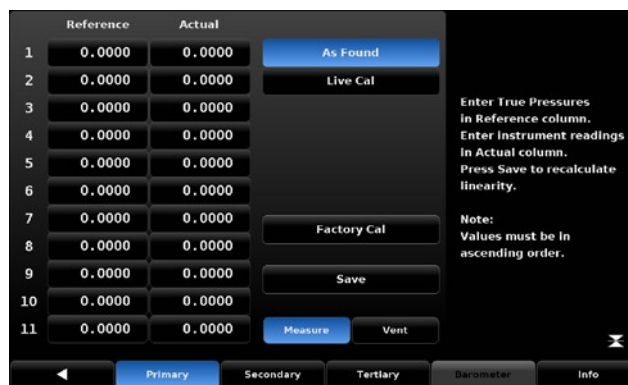 Reference Actual
1 0.0000 0.0000 As Found
2 0.0000 0.0000 Live Cal
3 0.0000 0.0000
4 0.0000 0.0000
5 0.0000 0.0000
6 0.0000 0.0000
7 0.0000 0.0000
8 0.0000 0.0000
9 0.0000 0.0000
10 0.0000 0.0000
11 0.0000 0.0000
Factory Cal
Save
Measure Vent
Enter True Pressures
in Reference column.
Enter instrument readings
in Actual column.
Press Save to recalculate
linearity.
Note:
Values must be in
ascending order.
Primary Secondary Tertiary Barometer Info